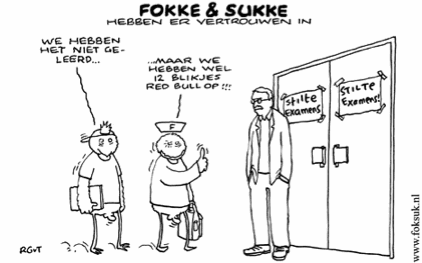 FOKKE & SUKKE
HEBBEN ER VERTROUWEN IN
WE HEBBEN
HET NIET GE-
LEERD...
...MAAR WE
HEBBEN WEL
12 BLIKJES
RED BULL OP!!!
F
STILTE
EXAMENS
STILTE
EXAMENS!
RGvT
www.foksuk.nl